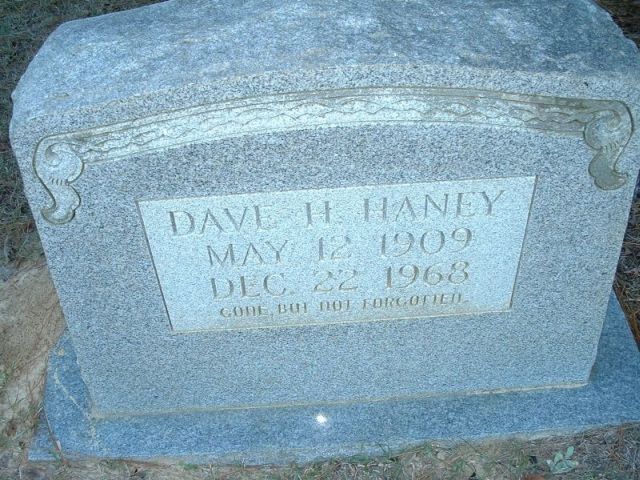 DAVE H. HANEY
MAY 12 1909
DEC. 22 1968
GONE, BUT NOT FORGOTTEN.